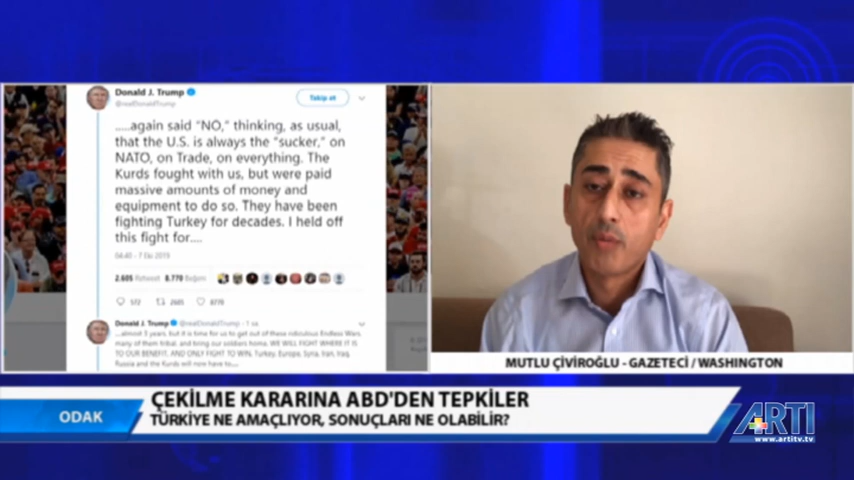 Donald J. Trump
@realDonaldTrump
Takip et
.....again said "NO," thinking, as usual,
that the U.S. is always the "sucker," on
NATO, on Trade, on everything. The
Kurds fought with us, but were paid
massive amounts of money and
equipment to do so. They have been
fighting Turkey for decades. I held off
this fight for....
04:40 - 7 Eki 2019
2.605 Retweet 8.770 Beğeni
572 2605 8770
Donald J. Trump @realDonaldTrump · 1 sa
....almost 3 years, but it is time for us to get out of these ridiculous Endless Wars,
many of them tribal, and bring our soldiers home. WE WILL FIGHT WHERE IT IS
TO OUR BENEFIT, AND ONLY FIGHT TO WIN. Turkey, Europe, Syria, Iran, Iraq,
Russia and the Kurds will now have to....
MUTLU ÇİVİROĞLU - GAZETECİ / WASHINGTON
ODAK
ÇEKİLME KARARINA ABD'DEN TEPKİLER
TÜRKİYE NE AMAÇLIYOR, SONUÇLARI NE OLABİLİR?
ARTI
www.artitv.tv